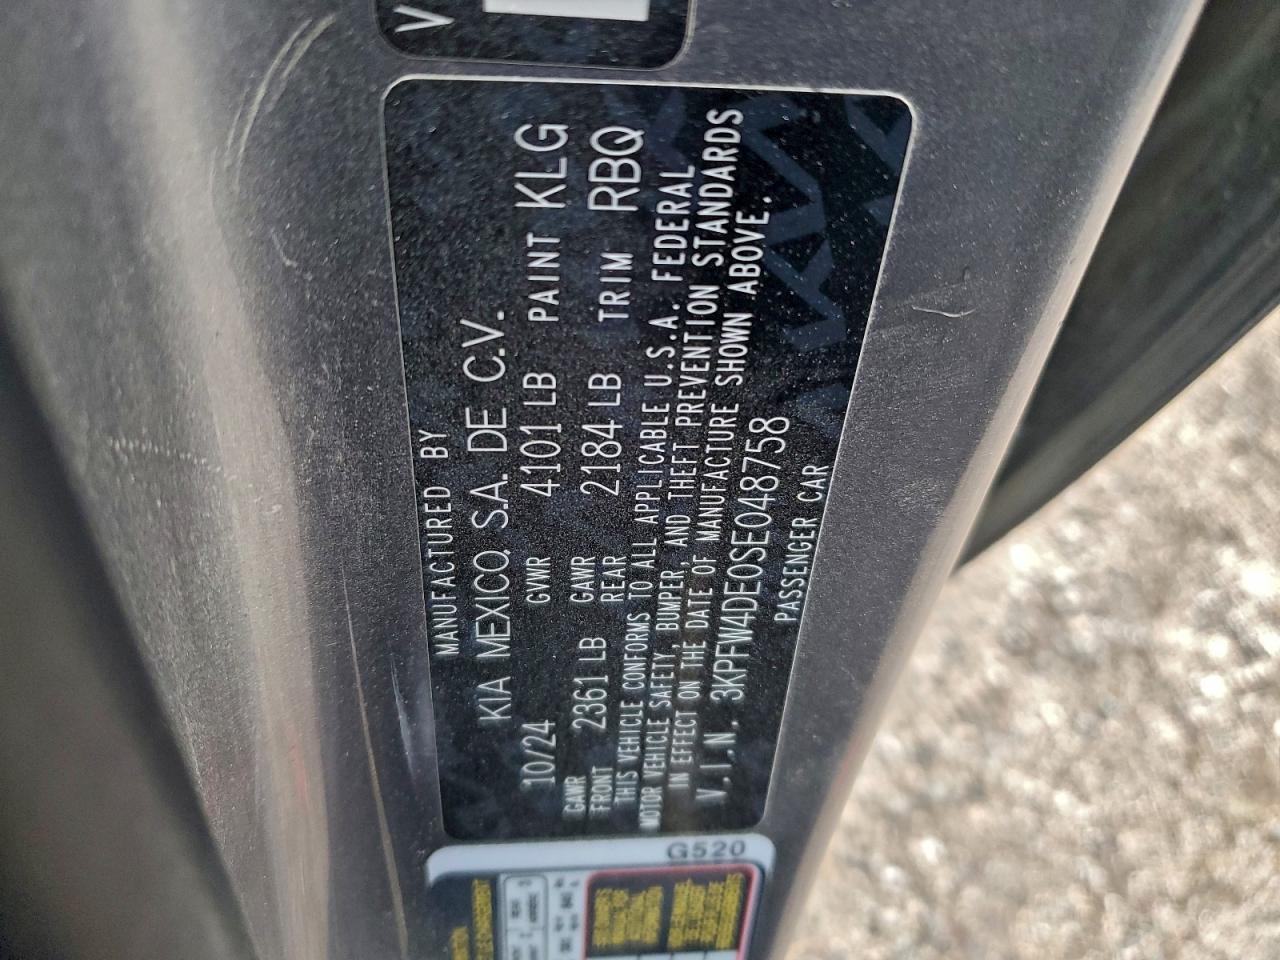 V
MANUFACTURED BY
KIA MEXICO, S.A. DE C.V.
10/24 GVWR 4101 LB PAINT KLG
GAWR FRONT 2361 LB GAWR REAR 2184 LB TRIM RBQ
THIS VEHICLE CONFORMS TO ALL APPLICABLE U.S.A. FEDERAL
MOTOR VEHICLE SAFETY, BUMPER, AND THEFT PREVENTION STANDARDS
IN EFFECT ON THE DATE OF MANUFACTURE SHOWN ABOVE.
V.I.N. 3KPFW4DE0SE048758
PASSENGER CAR
G520